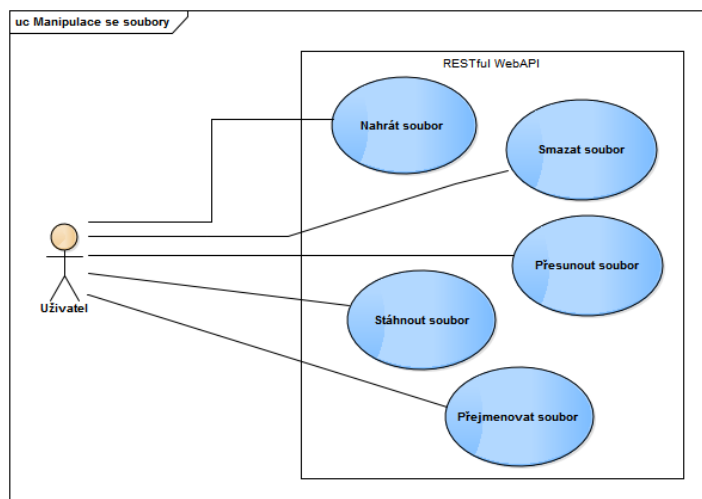 uc Manipulace se soubory
RESTful WebAPI
Nahrát soubor
Smazat soubor
Přesunout soubor
Uživatel
Stáhnout soubor
Přejmenovat soubor